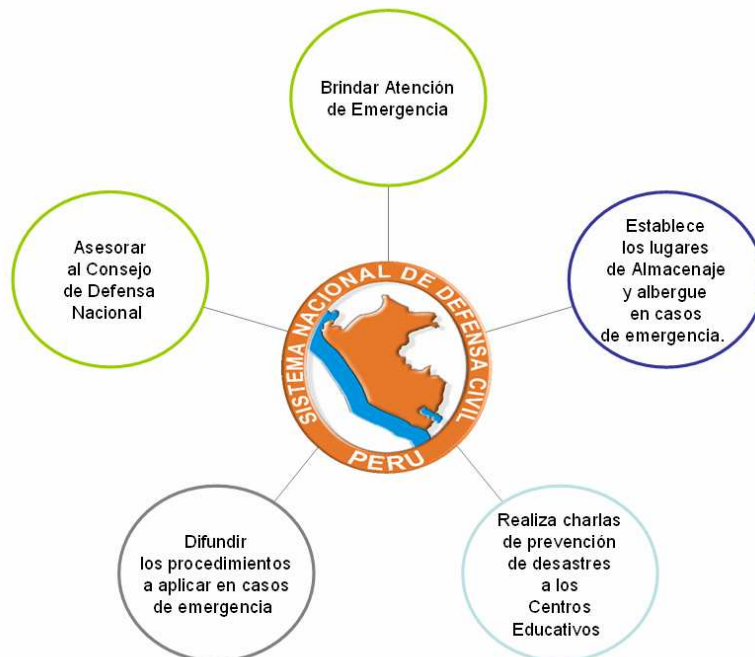 Brindar Atención
de Emergencia
Asesorar
al Consejo
de Defensa
Nacional
Establece
los lugares
de Almacenaje
y albergue
en casos
de emergencia.
SISTEMA NACIONAL DE DEFENSA CIVIL
PERU
Difundir
los procedimientos
a aplicar en casos
de emergencia
Realiza charlas
de prevención
de desastres
a los
Centros
Educativos